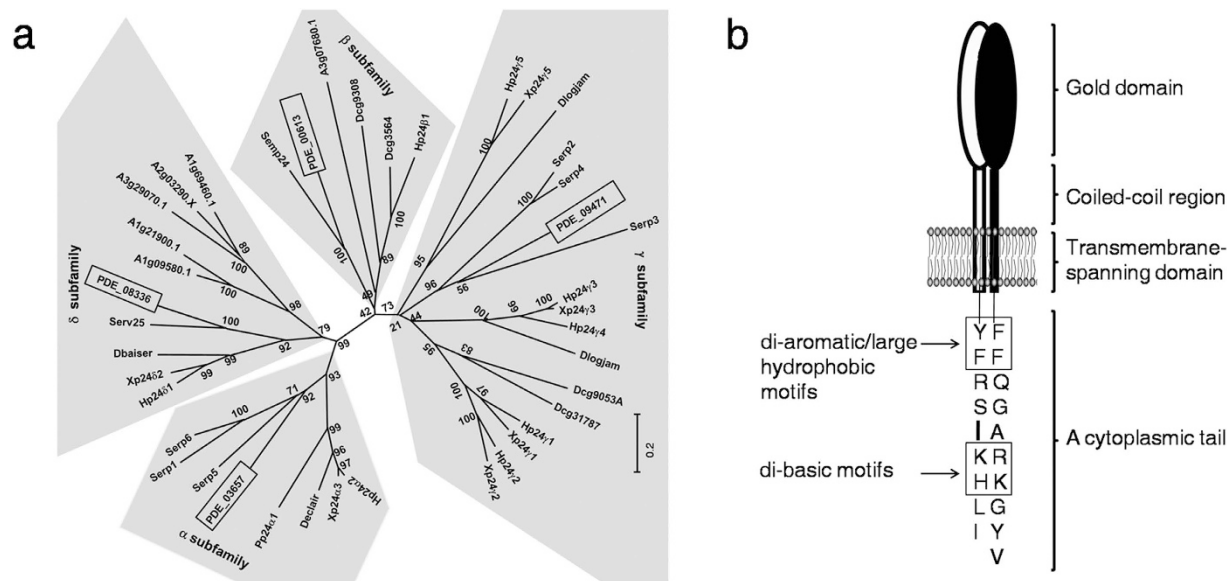 a
β subfamily
A3g07680.1
Dcg9308
Dcg3564
Hp24β1
PDE_00613
Semp24
100
49
89
100
42
73
Hp24γ5
Xp24γ5
Dlogjam
100
Serp2
Serp4
100
PDE_09471
Serp3
95
96
56
γ subfamily
Hp24γ3
Xp24γ3
Hp24γ4
100
99
100
Dlogjam
21
44
95
83
Dcg9053A
Dcg31787
100
97
Hp24γ1
Xp24γ1
100
Hp24γ2
Xp24γ2
0.2
δ subfamily
A1g69460.1
A2g03290.X
A3g29070.1
A1g21900.1
A1g09580.1
89
100
100
98
PDE_08336
Serv25
100
Dbaiser
Xp24δ2
Hp24δ1
99
99
92
79
99
α subfamily
93
71
92
100
Serp6
Serp1
Serp5
PDE_03657
99
96
97
Pp24α1
Declair
Xp24α3
Hp24α2
b
Gold domain
Coiled-coil region
Transmembrane-
spanning domain
di-aromatic/large
hydrophobic
motifs
di-basic motifs
Y F
F F
R Q
S G
I A
K R
H K
L G
I Y
V
A cytoplasmic tail